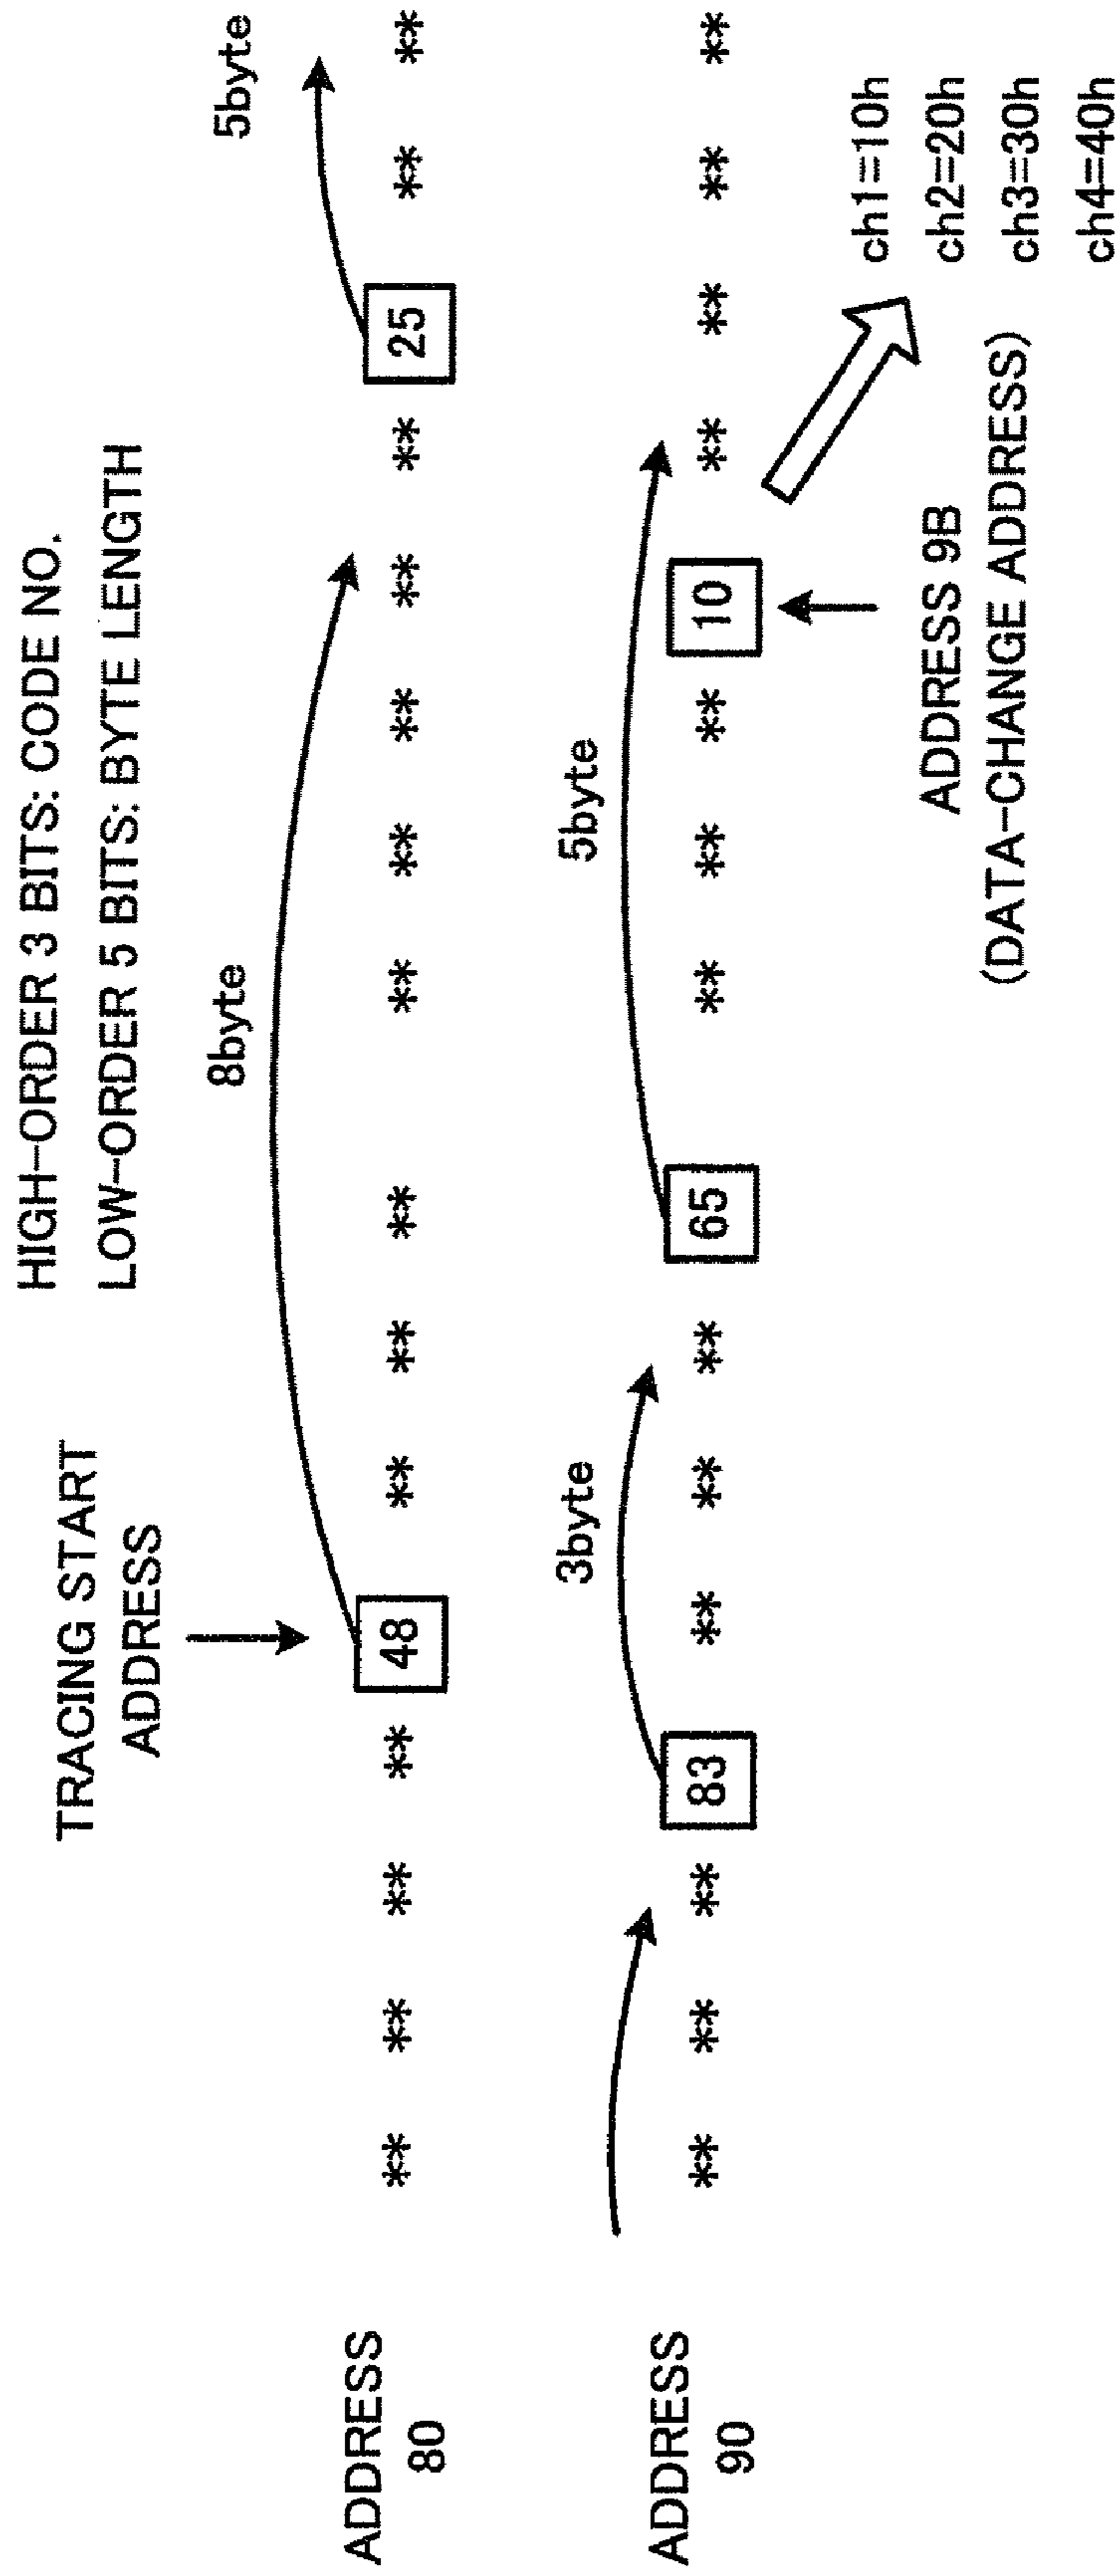 HIGH-ORDER 3 BITS: CODE NO.
LOW-ORDER 5 BITS: BYTE LENGTH
TRACING START
ADDRESS
8byte
5byte
ADDRESS
80
** ** ** ** 48 ** ** ** ** ** ** ** ** 25 ** **
3byte
5byte
ADDRESS
90
** ** ** 83 ** ** ** 65 ** ** ** 10 ** ** ** **
ADDRESS 9B
(DATA-CHANGE ADDRESS)
ch1=10h
ch2=20h
ch3=30h
ch4=40h